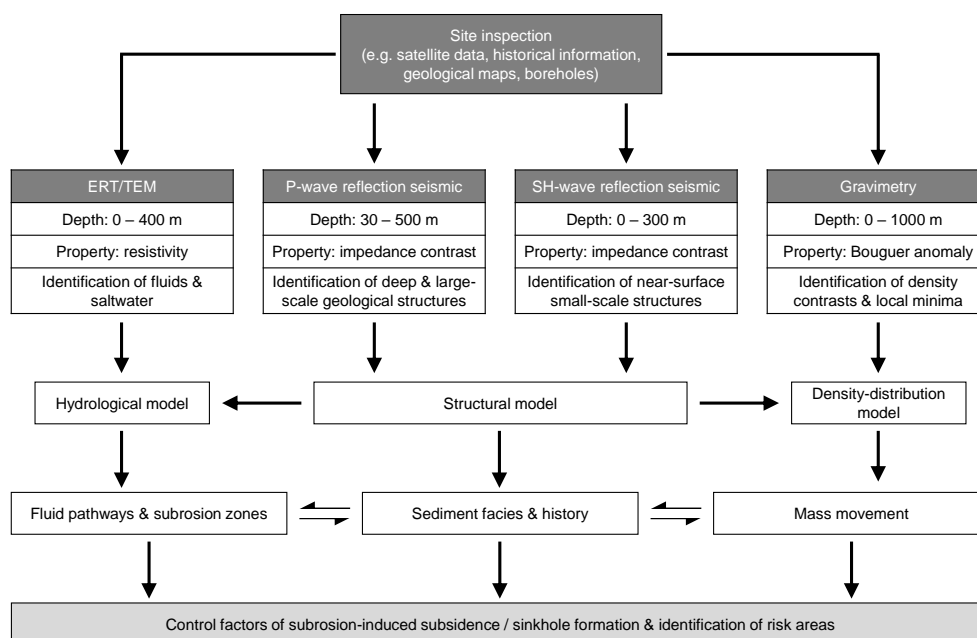 Site inspection
(e.g. satellite data, historical information,
geological maps, boreholes)
ERT/TEM
Depth: 0 – 400 m
Property: resistivity
Identification of fluids &
saltwater
P-wave reflection seismic
Depth: 30 – 500 m
Property: impedance contrast
Identification of deep & large-
scale geological structures
SH-wave reflection seismic
Depth: 0 – 300 m
Property: impedance contrast
Identification of near-surface
small-scale structures
Gravimetry
Depth: 0 – 1000 m
Property: Bouguer anomaly
Identification of density
contrasts & local minima
Hydrological model
Structural model
Density-distribution
model
Fluid pathways & subrosion zones
Sediment facies & history
Mass movement
Control factors of subrosion-induced subsidence / sinkhole formation & identification of risk areas